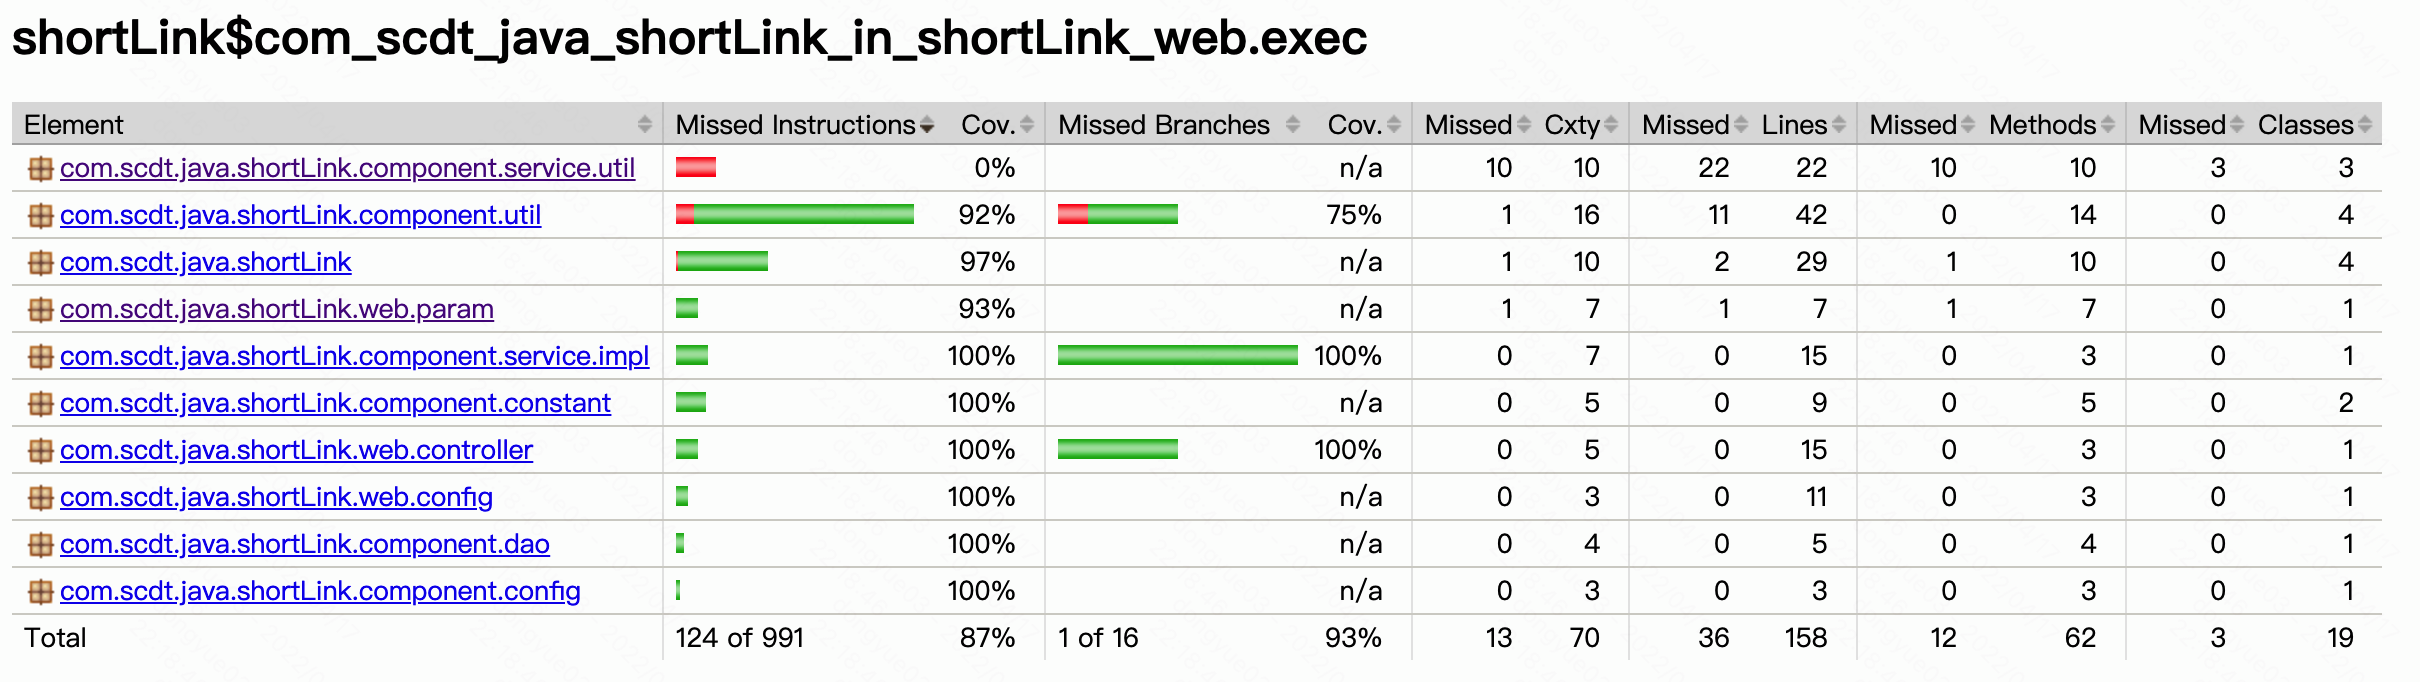 shortLink$com_scdt_java_shortLink_in_shortLink_web.exec
Element Missed Instructions Cov. Missed Branches Cov. Missed Cxty Missed Lines Missed Methods Missed Classes
com.scdt.java.shortLink.component.service.util 0% n/a 10 10 22 22 10 10 3 3
com.scdt.java.shortLink.component.util 92% 75% 1 16 11 42 0 14 0 4
com.scdt.java.shortLink 97% n/a 1 10 2 29 1 10 0 4
com.scdt.java.shortLink.web.param 93% n/a 1 7 1 7 1 7 0 1
com.scdt.java.shortLink.component.service.impl 100% 100% 0 7 0 15 0 3 0 1
com.scdt.java.shortLink.component.constant 100% n/a 0 5 0 9 0 5 0 2
com.scdt.java.shortLink.web.controller 100% 100% 0 5 0 15 0 3 0 1
com.scdt.java.shortLink.web.config 100% n/a 0 3 0 11 0 3 0 1
com.scdt.java.shortLink.component.dao 100% n/a 0 4 0 5 0 4 0 1
com.scdt.java.shortLink.component.config 100% n/a 0 3 0 3 0 3 0 1
Total 124 of 991 87% 1 of 16 93% 13 70 36 158 12 62 3 19